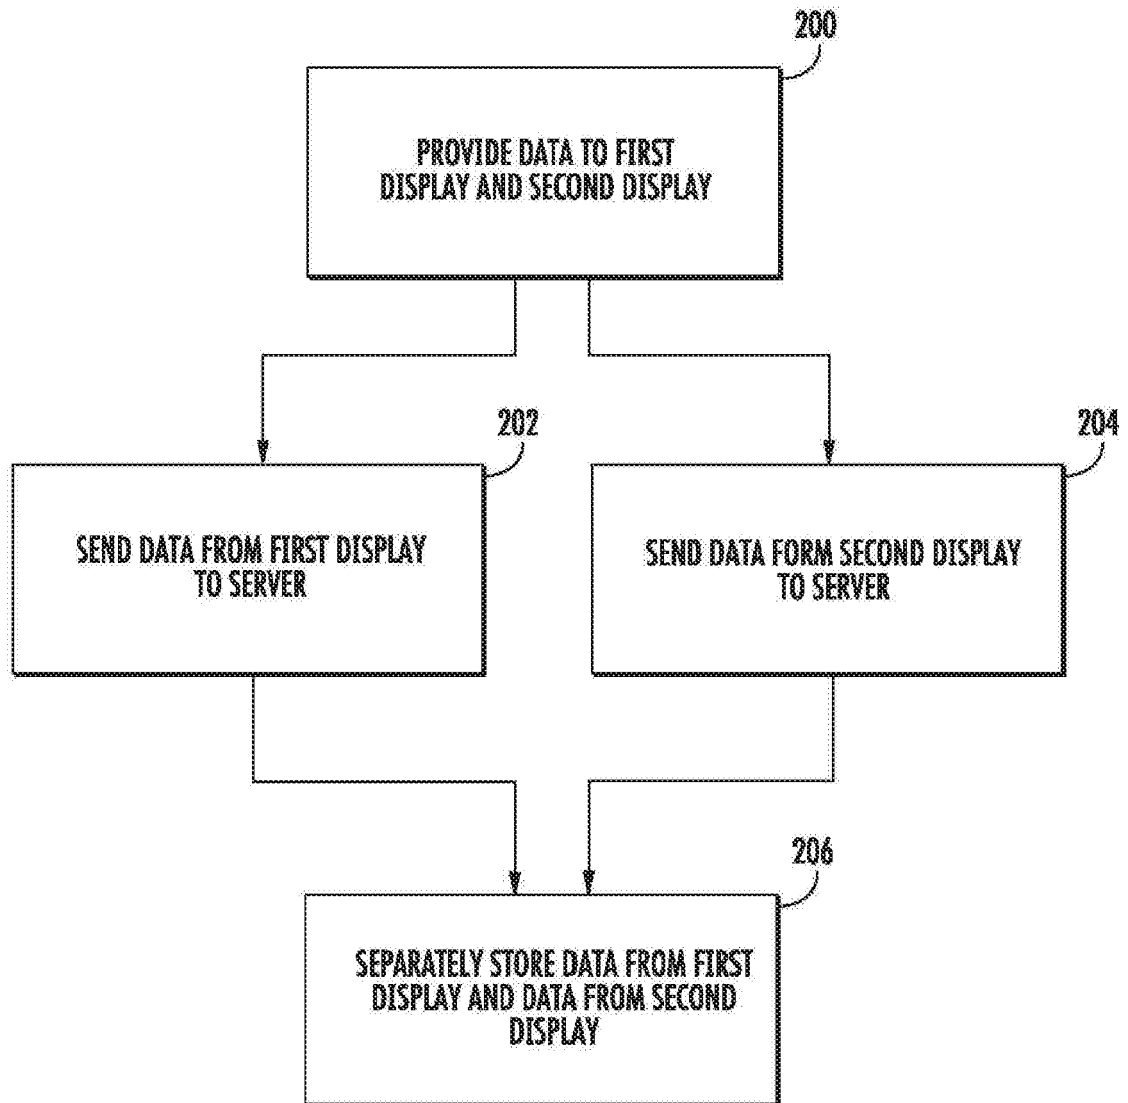 200
PROVIDE DATA TO FIRST
DISPLAY AND SECOND DISPLAY
202
204
SEND DATA FROM FIRST DISPLAY
TO SERVER
SEND DATA FORM SECOND DISPLAY
TO SERVER
206
SEPARATELY STORE DATA FROM FIRST
DISPLAY AND DATA FROM SECOND
DISPLAY